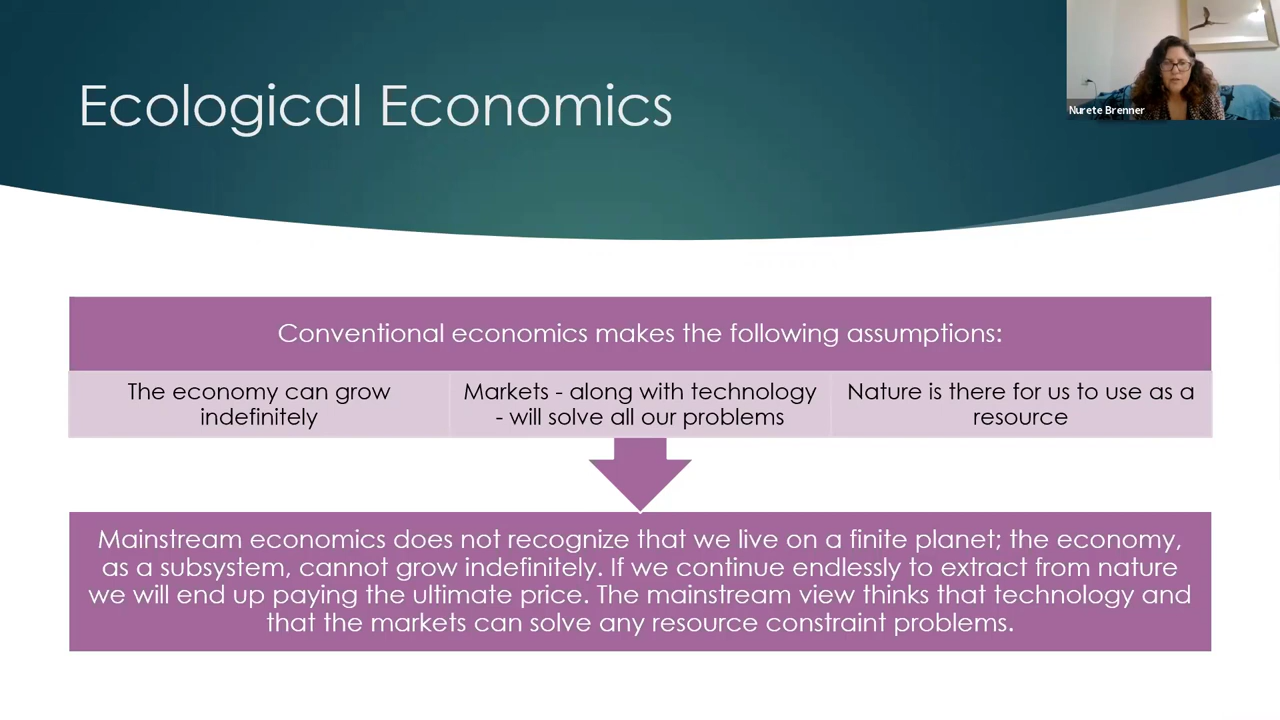 Ecological Economics
Nurete Brenner
Conventional economics makes the following assumptions:
The economy can grow
indefinitely
Markets - along with technology
- will solve all our problems
Nature is there for us to use as a
resource
Mainstream economics does not recognize that we live on a finite planet; the economy,
as a subsystem, cannot grow indefinitely. If we continue endlessly to extract from nature
we will end up paying the ultimate price. The mainstream view thinks that technology and
that the markets can solve any resource constraint problems.